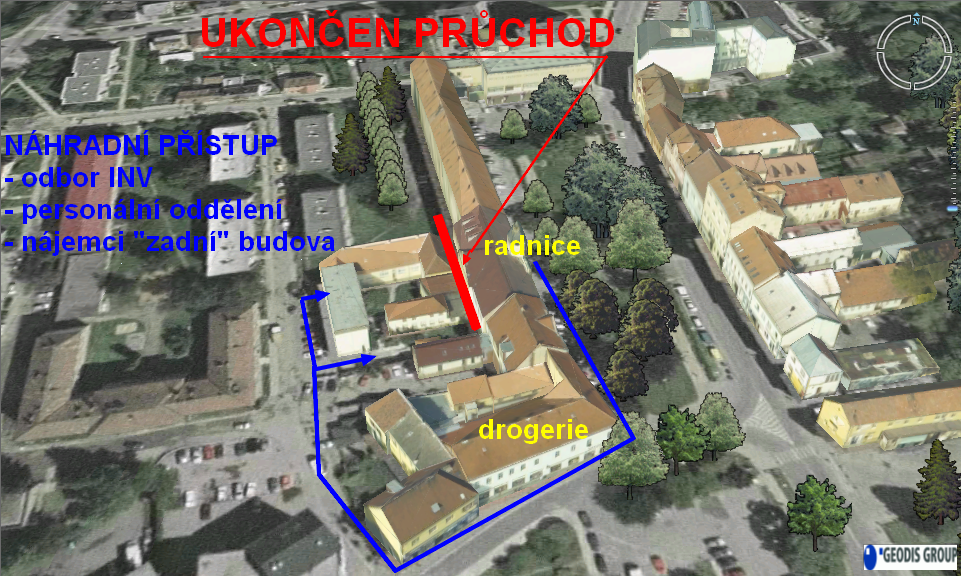 UKONČEN PRŮCHOD
N
NÁHRADNÍ PŘÍSTUP
- odbor INV
- personální oddělení
- nájemci "zadní" budova
radnice
drogerie
GEODIS GROUP